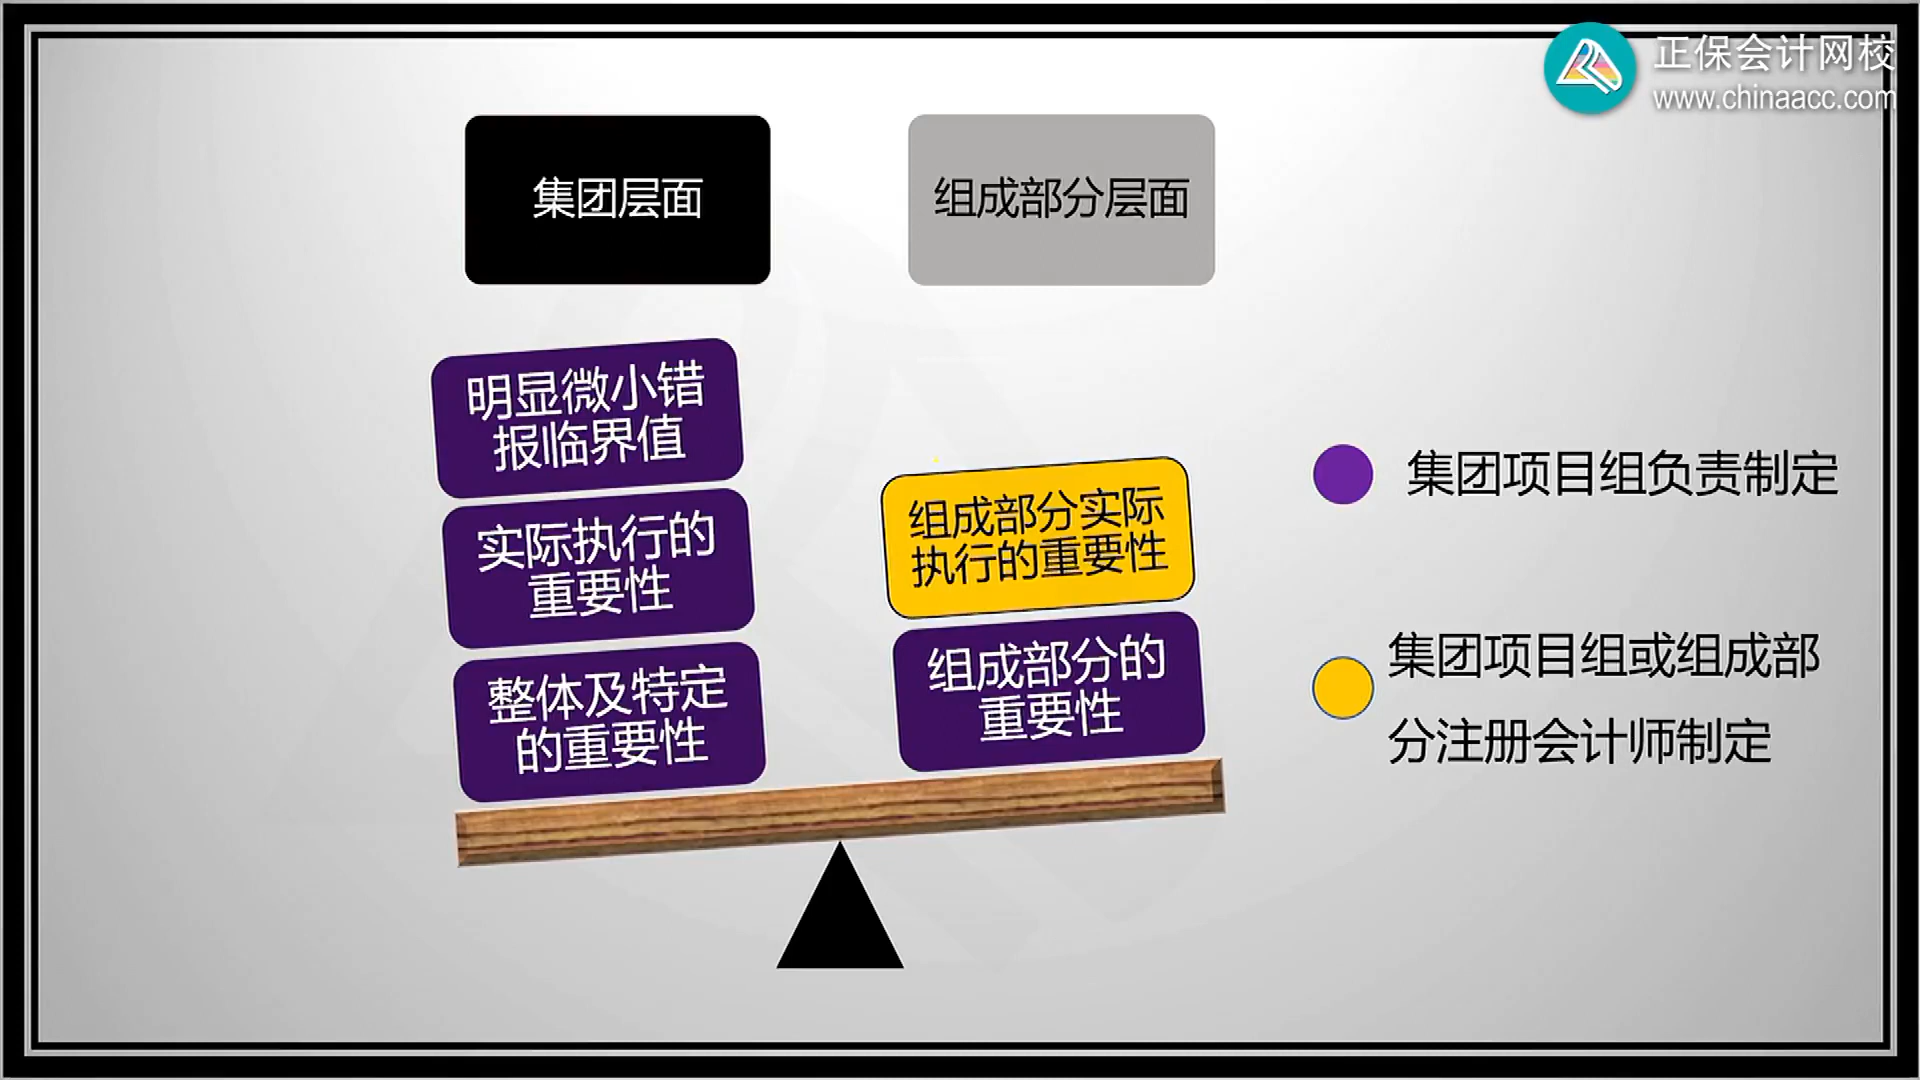 正保会计网校
www.chinaacc.com
集团层面
组成部分层面
明显微小错
报临界值
实际执行的
重要性
整体及特定
的重要性
组成部分实际
执行的重要性
组成部分的
重要性
集团项目组负责制定
集团项目组或组成部
分注册会计师制定